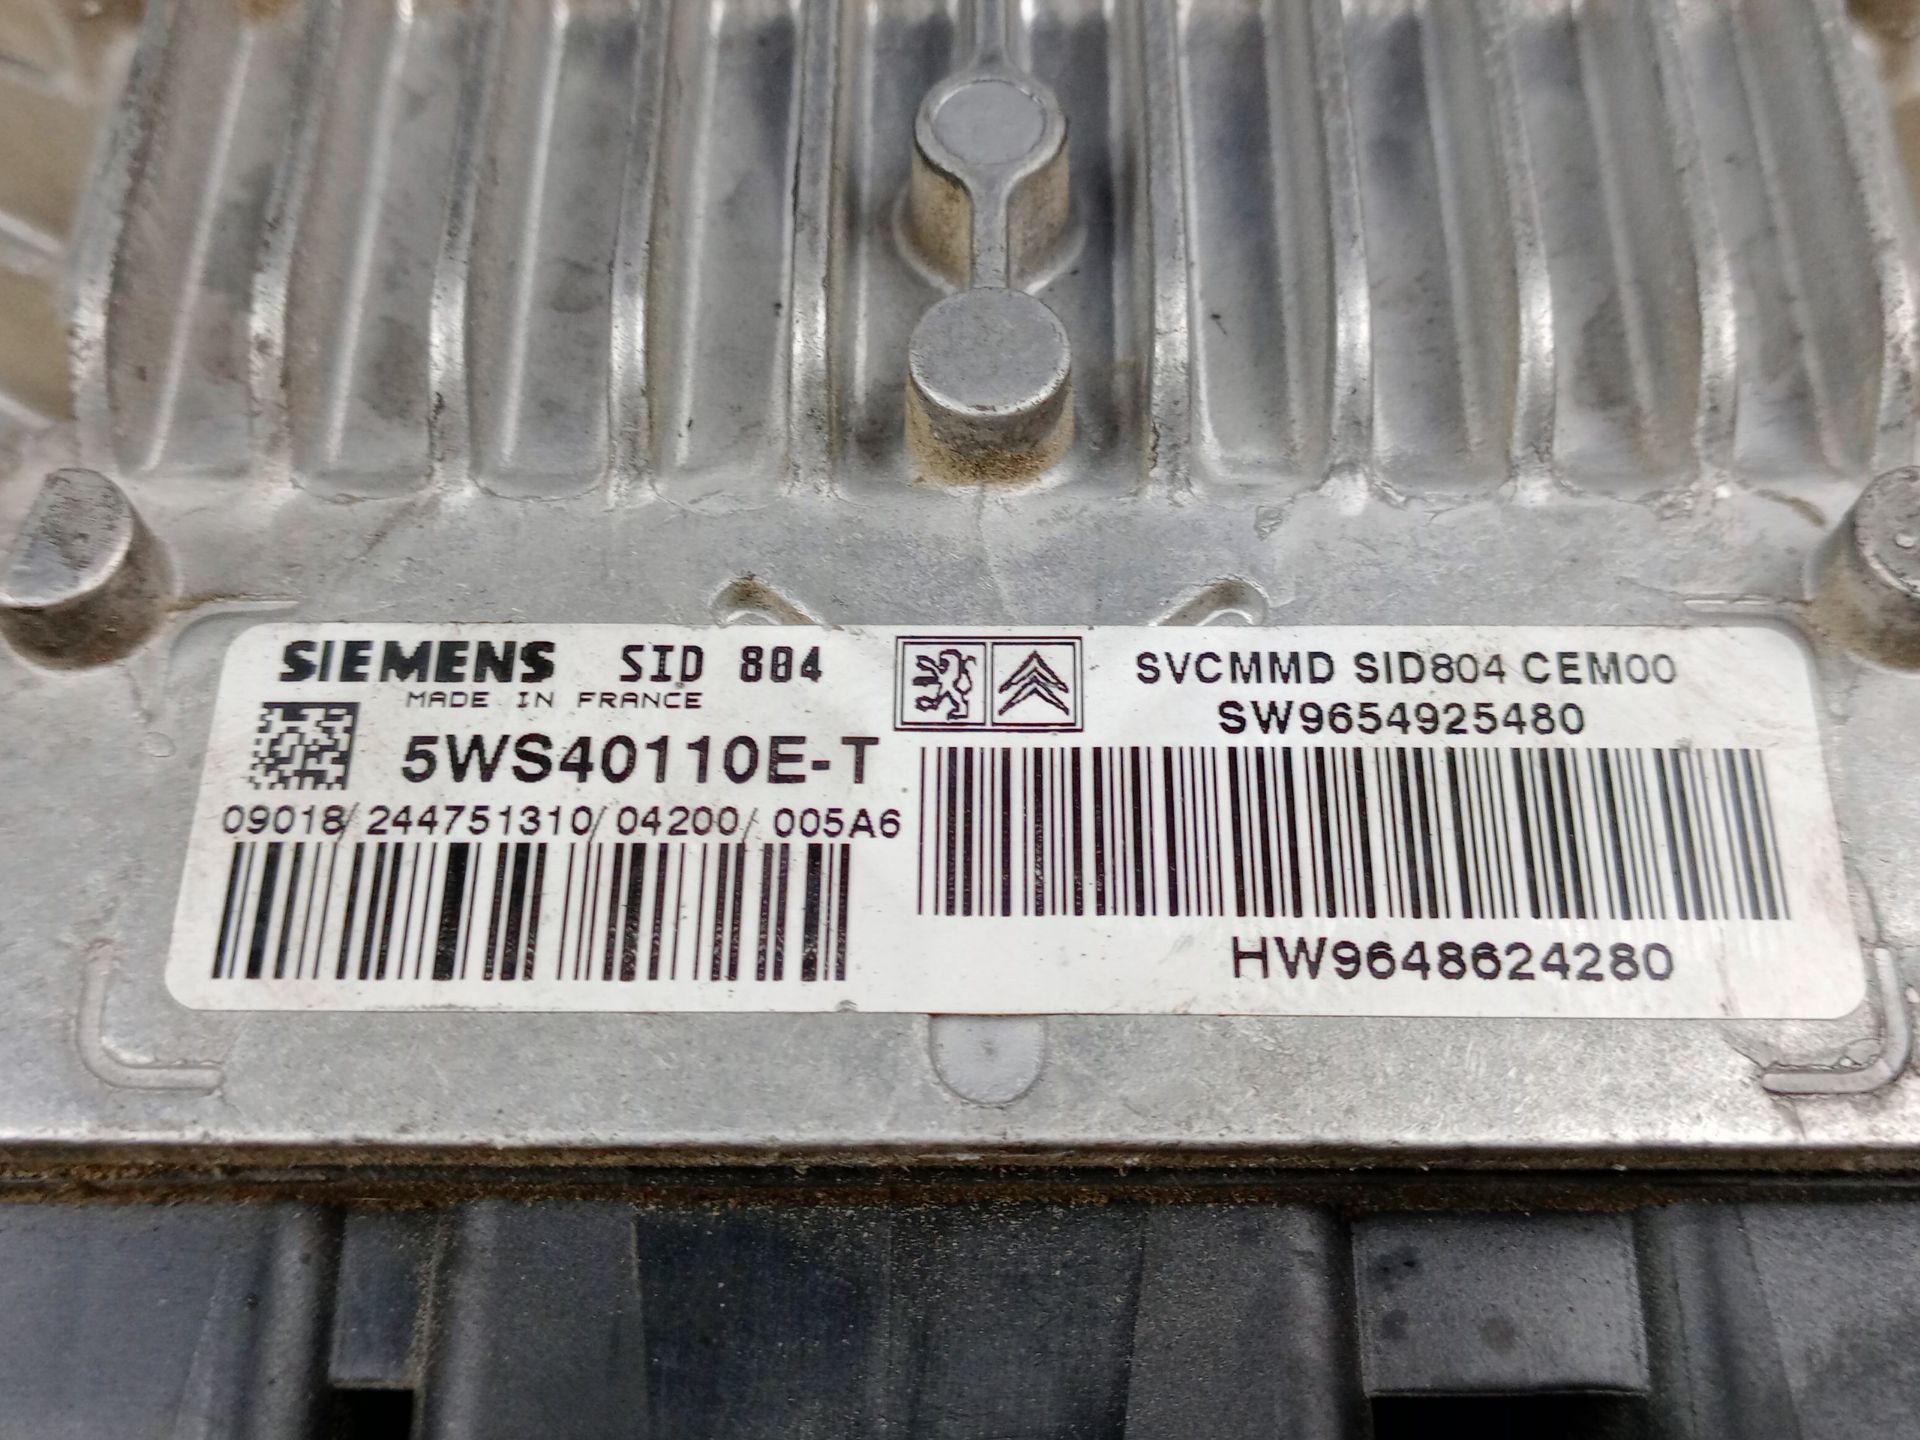 SIEMENS SID 804
MADE IN FRANCE
5WS40110E-T
09018/244751310/04200/005A6
SVCMMD SID804 CEM00
SW9654925480
HW9648624280